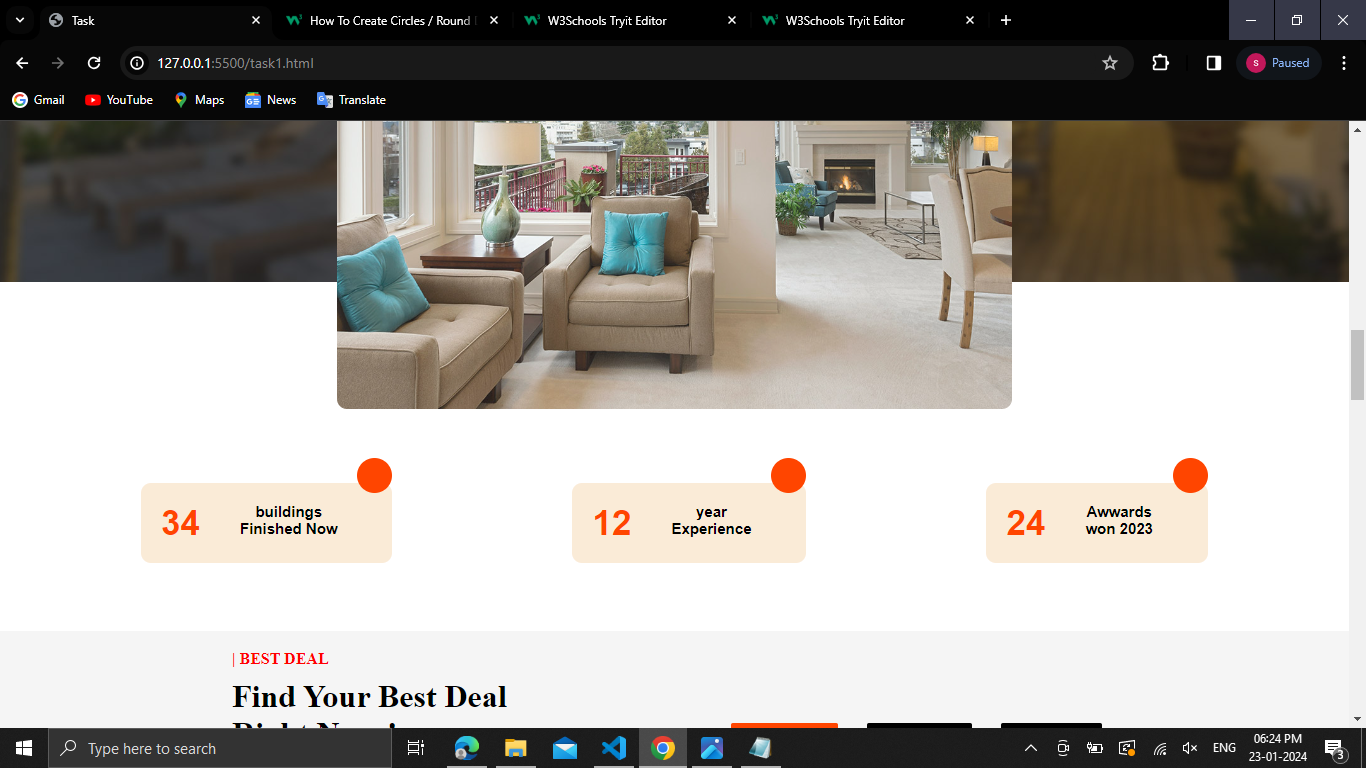 Task
How To Create Circles / Round
W3Schools Tryit Editor
W3Schools Tryit Editor
127.0.0.1:5500/task1.html
S
Paused
Gmail
YouTube
Maps
News
Translate
34
buildings
Finished Now
12
year
Experience
24
Awwards
won 2023
| BEST DEAL
Find Your Best Deal
Type here to search
ENG
06:24 PM
23-01-2024
3